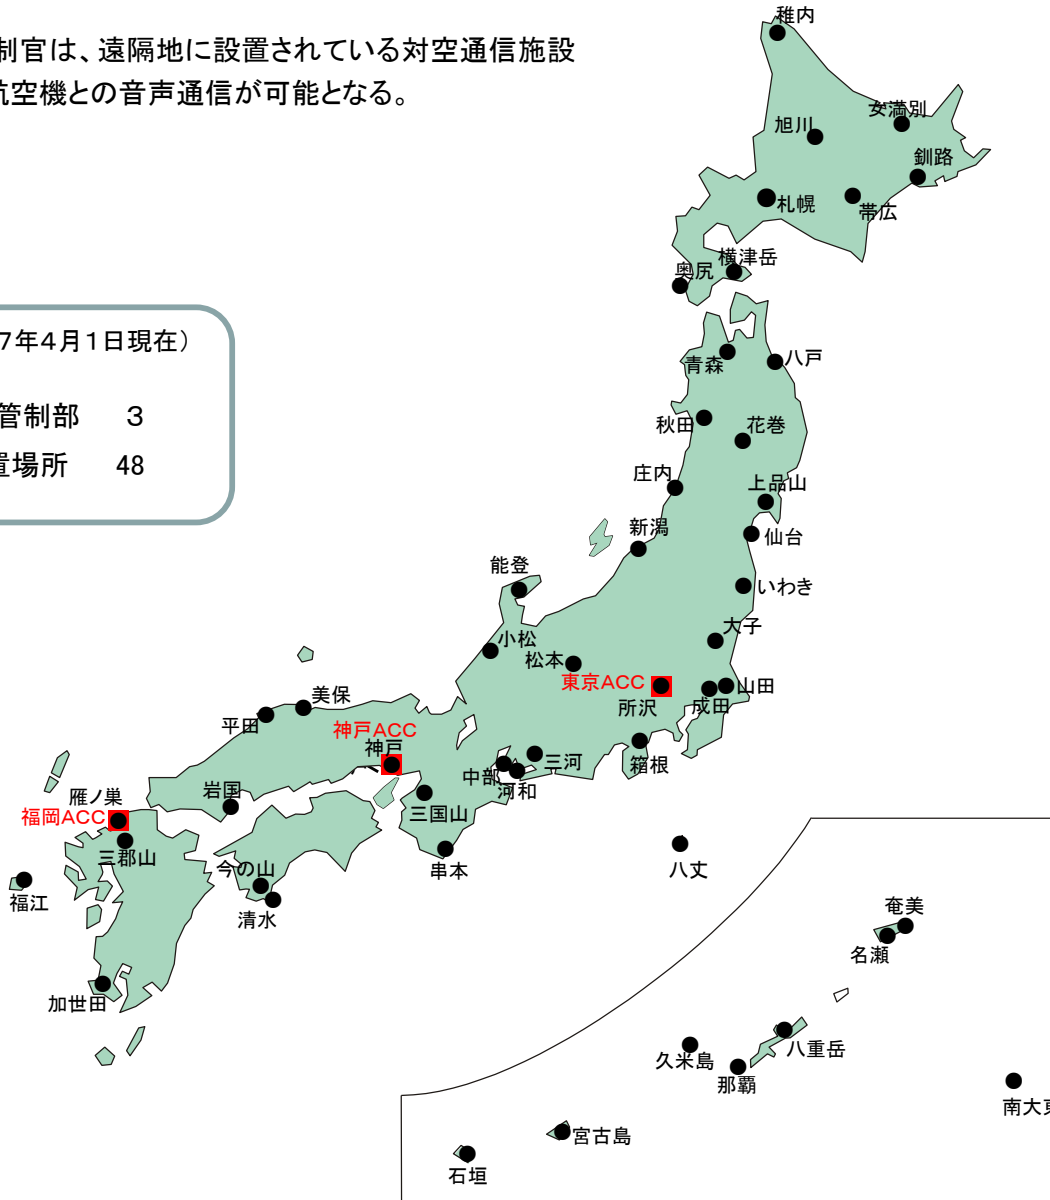 制官は、遠隔地に設置されている対空通信施設
航空機との音声通信が可能となる。
7年4月1日現在）
管制部　3
置場所　48
稚内
女満別
旭川
釧路
札幌
帯広
横津岳
奥尻
青森
八戸
秋田
花巻
庄内
上品山
新潟
仙台
能登
いわき
大子
小松
松本
東京ACC
山田
所沢
成田
美保
平田
神戸ACC
神戸
三河
箱根
中部
河和
岩国
雁ノ巣
福岡ACC
三国山
三郡山
今の山
串本
八丈
福江
清水
奄美
名瀬
加世田
八重岳
久米島
那覇
南大東
宮古島
石垣